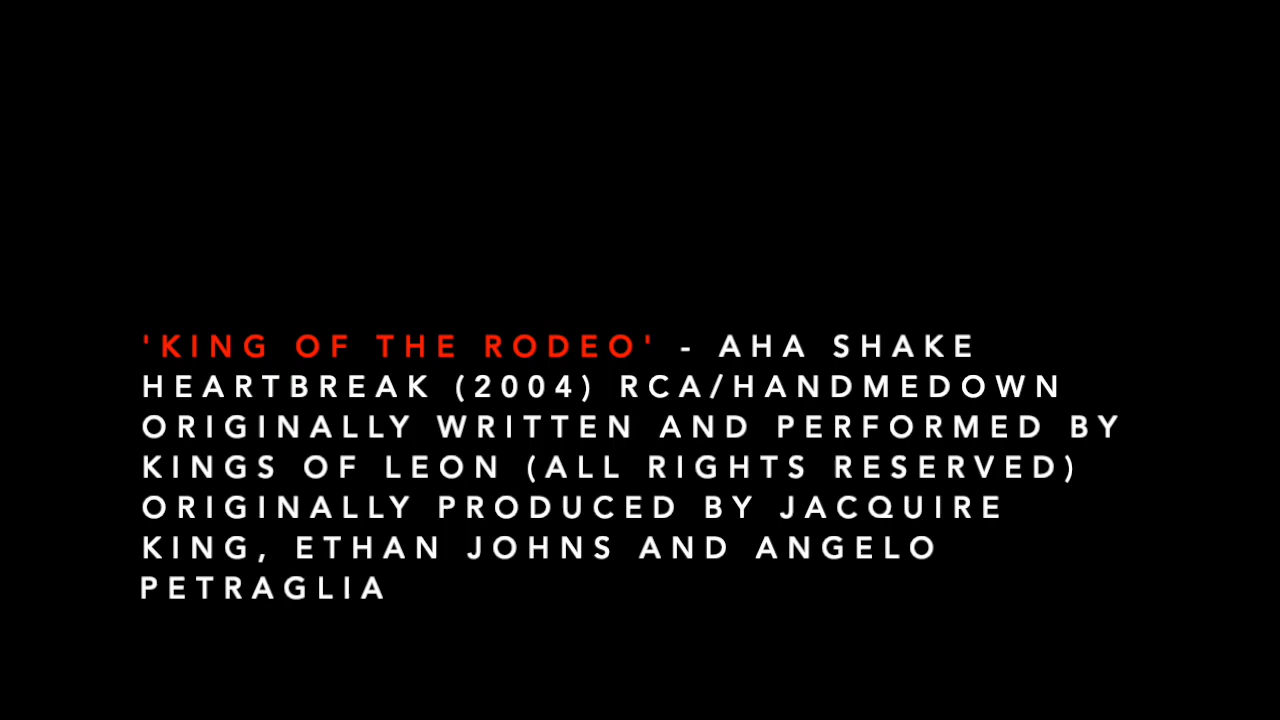 'KING OF THE RODEO' - AHA SHAKE
HEARTBREAK (2004) RCA/HANDMEDOWN
ORIGINALLY WRITTEN AND PERFORMED BY
KINGS OF LEON (ALL RIGHTS RESERVED)
ORIGINALLY PRODUCED BY JACQUIRE
KING, ETHAN JOHNS AND ANGELO
PETRAGLIA